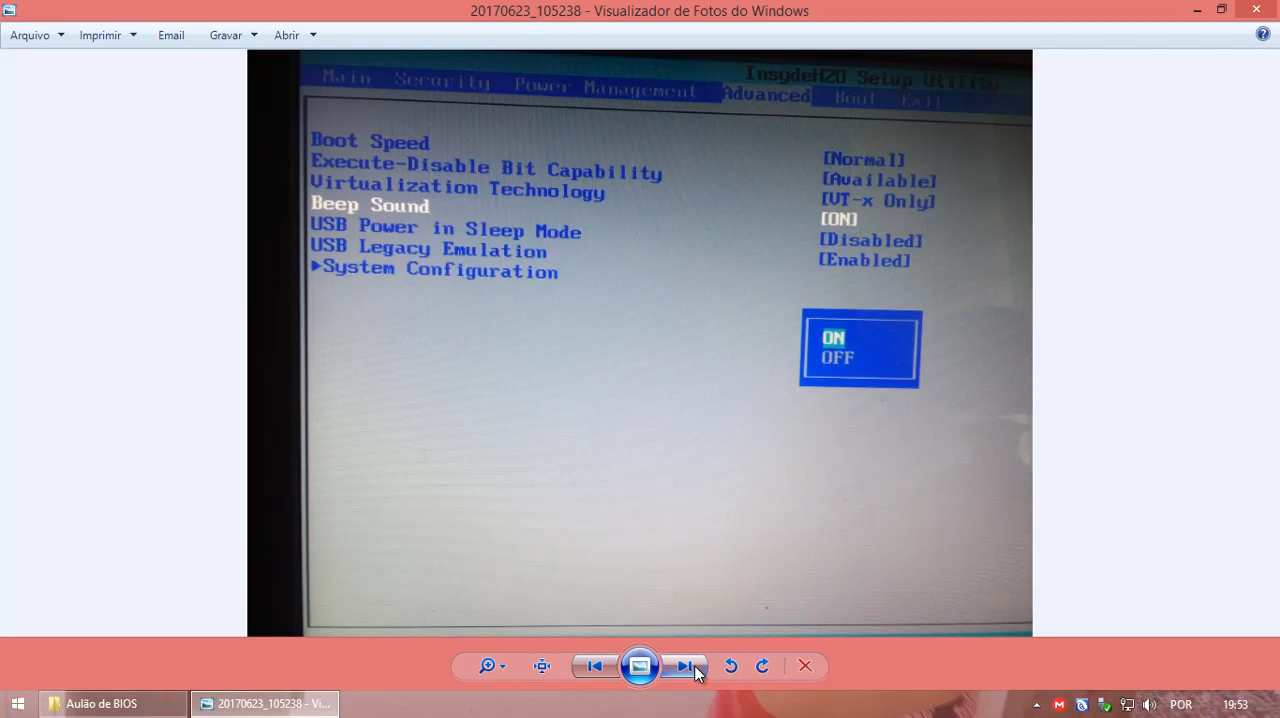 20170623_105238 - Visualizador de Fotos do Windows
Arquivo Imprimir Email Gravar Abrir
InsydeH2O Setup Utility
Main Security Power Management Advanced Boot Exit
Boot Speed [Normal]
Execute-Disable Bit Capability [Available]
Virtualization Technology [VT-x Only]
Beep Sound [ON]
USB Power in Sleep Mode [Disabled]
USB Legacy Emulation [Enabled]
System Configuration
ON
OFF
Aulão de BIOS
20170623_105238 - Vi...
POR
19:53